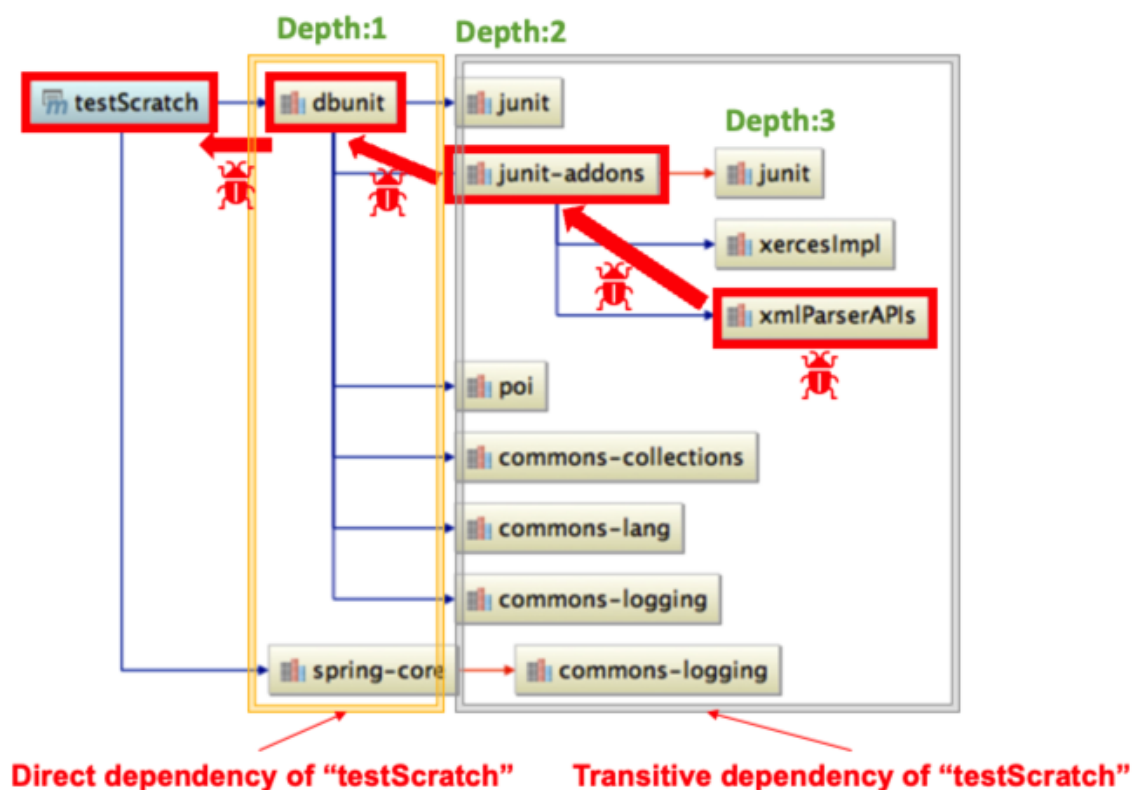 Depth:1
Depth:2
testScratch
dbunit
junit
Depth:3
junit-addons
junit
xercesImpl
xmlParserAPIs
poi
commons-collections
commons-lang
commons-logging
spring-core
commons-logging
Direct dependency of “testScratch”
Transitive dependency of “testScratch”